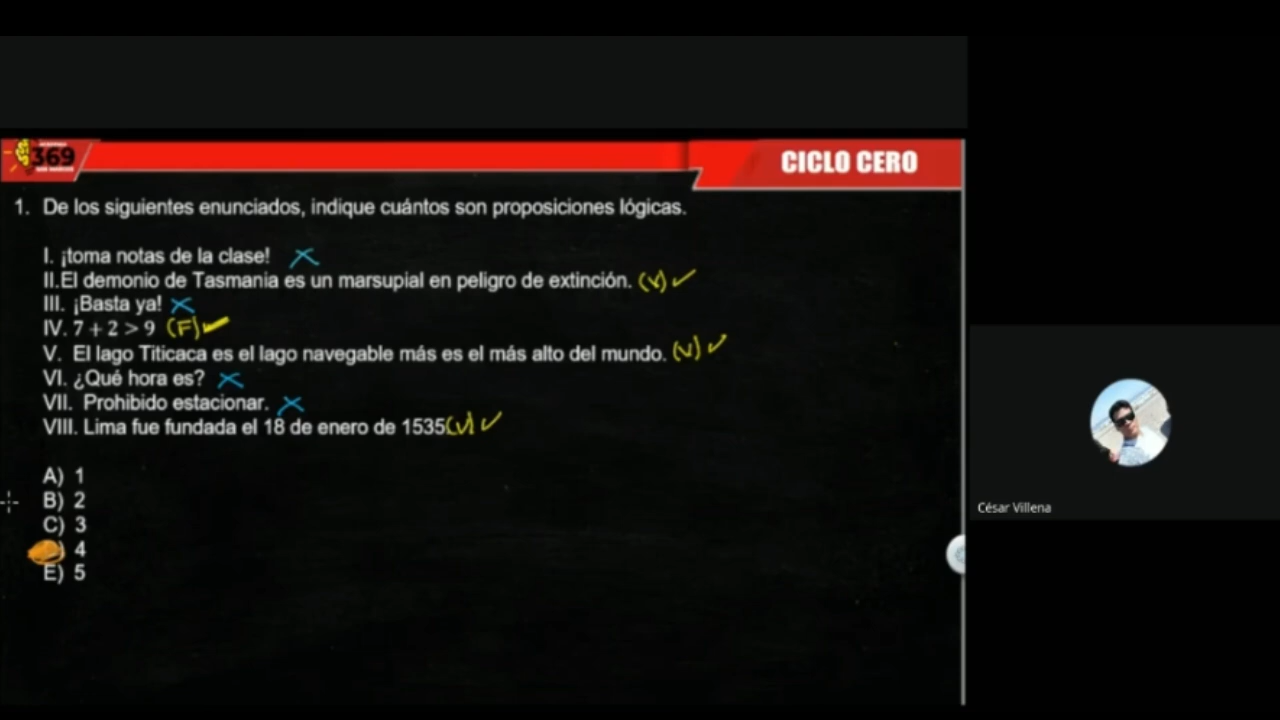 369
CICLO CERO
1. De los siguientes enunciados, indique cuántos son proposiciones lógicas.
I. ¡toma notas de la clase!
II.El demonio de Tasmania es un marsupial en peligro de extinción. (V) ✓
III. ¡Basta ya!
IV. 7 + 2 > 9 (F) ✓
V. El lago Titicaca es el lago navegable más es el más alto del mundo. (V) ✓
VI. ¿Qué hora es?
VII. Prohibido estacionar.
VIII. Lima fue fundada el 18 de enero de 1535 (V) ✓
A) 1
B) 2
C) 3
) 4
E) 5
César Villena